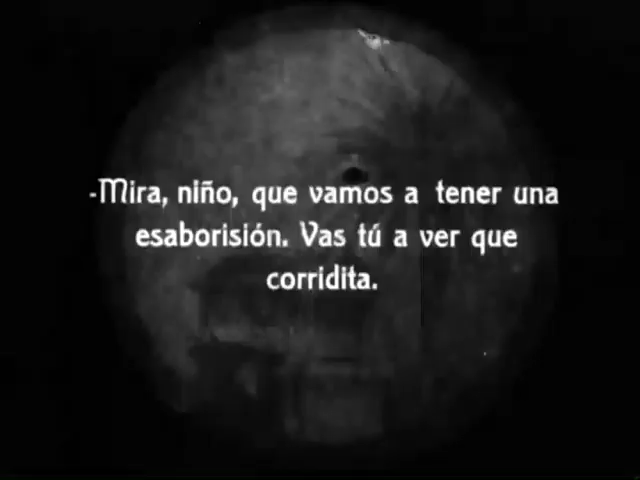 -Mira, niño, que vamos a tener una
esaborisión. Vas tú a ver que
corridita.